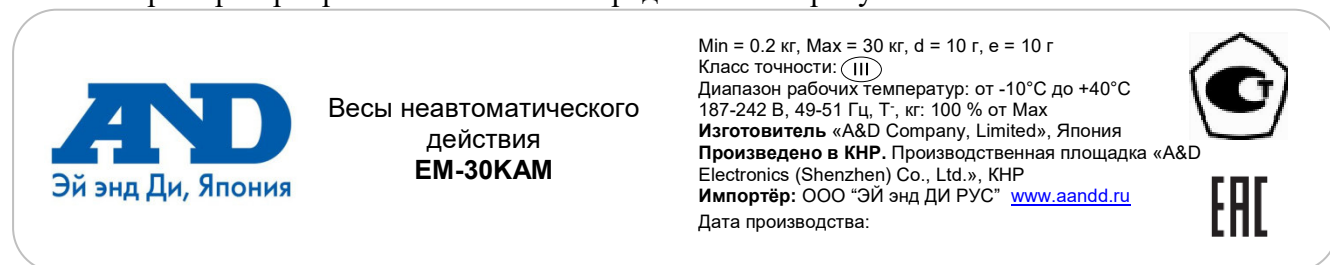 AND
Эй энд Ди, Япония
Весы неавтоматического
действия
EM-30KAM
Min = 0.2 кг, Max = 30 кг, d = 10 г, e = 10 г
Класс точности: III
Диапазон рабочих температур: от -10°C до +40°C
187-242 В, 49-51 Гц, Т-, кг: 100 % от Max
Изготовитель «A&D Company, Limited», Япония
Произведено в КНР. Производственная площадка «A&D
Electronics (Shenzhen) Co., Ltd.», КНР
Импортёр: ООО "ЭЙ энд ДИ РУС" www.aandd.ru
Дата производства:
Ст
EAC